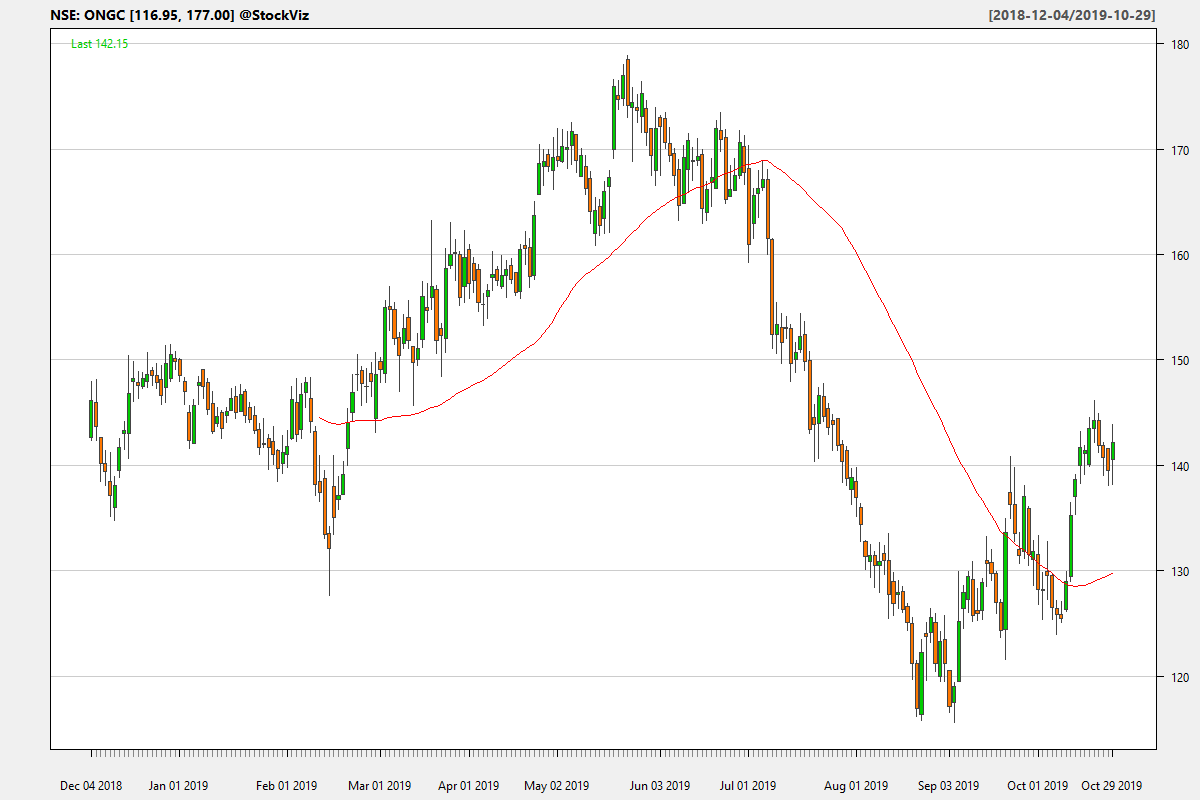 NSE: ONGC [116.95, 177.00] @StockViz [2018-12-04/2019-10-29]
Last 142.15
180
170
160
150
140
130
120
Dec 04 2018 Jan 01 2019 Feb 01 2019 Mar 01 2019 Apr 01 2019 May 02 2019 Jun 03 2019 Jul 01 2019 Aug 01 2019 Sep 03 2019 Oct 01 2019 Oct 29 2019